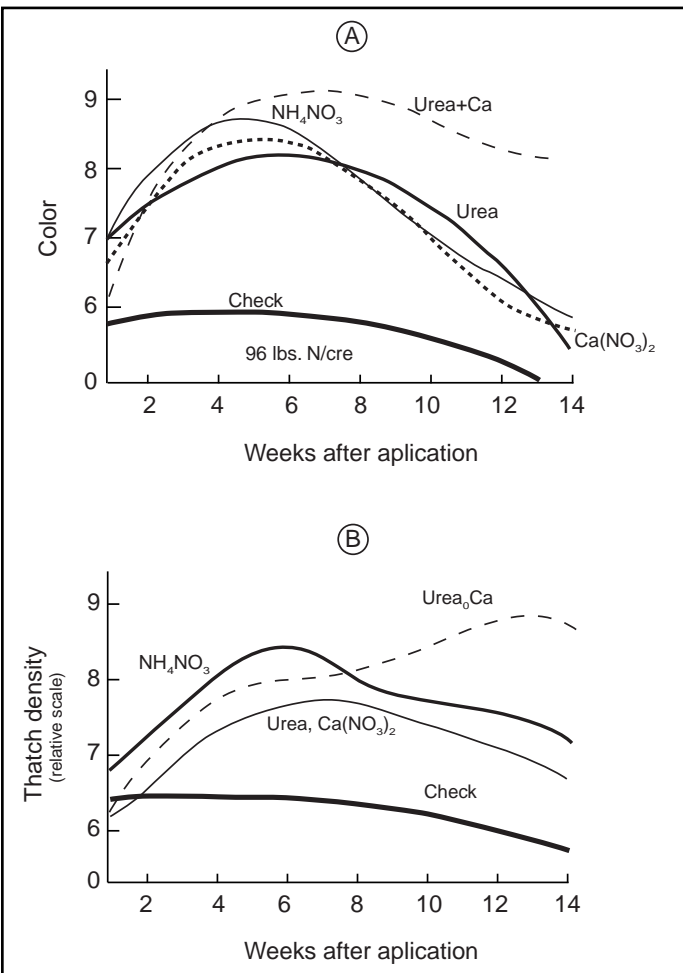 A
9
8
7
6
0
Color
NH₄NO₃
Urea+Ca
Urea
Check
Ca(NO₃)₂
96 lbs. N/cre
2 4 6 8 10 12 14
Weeks after aplication
B
9
8
7
6
0
Thatch density
(relative scale)
Urea₀Ca
NH₄NO₃
Urea, Ca(NO₃)₂
Check
2 4 6 8 10 12 14
Weeks after aplication